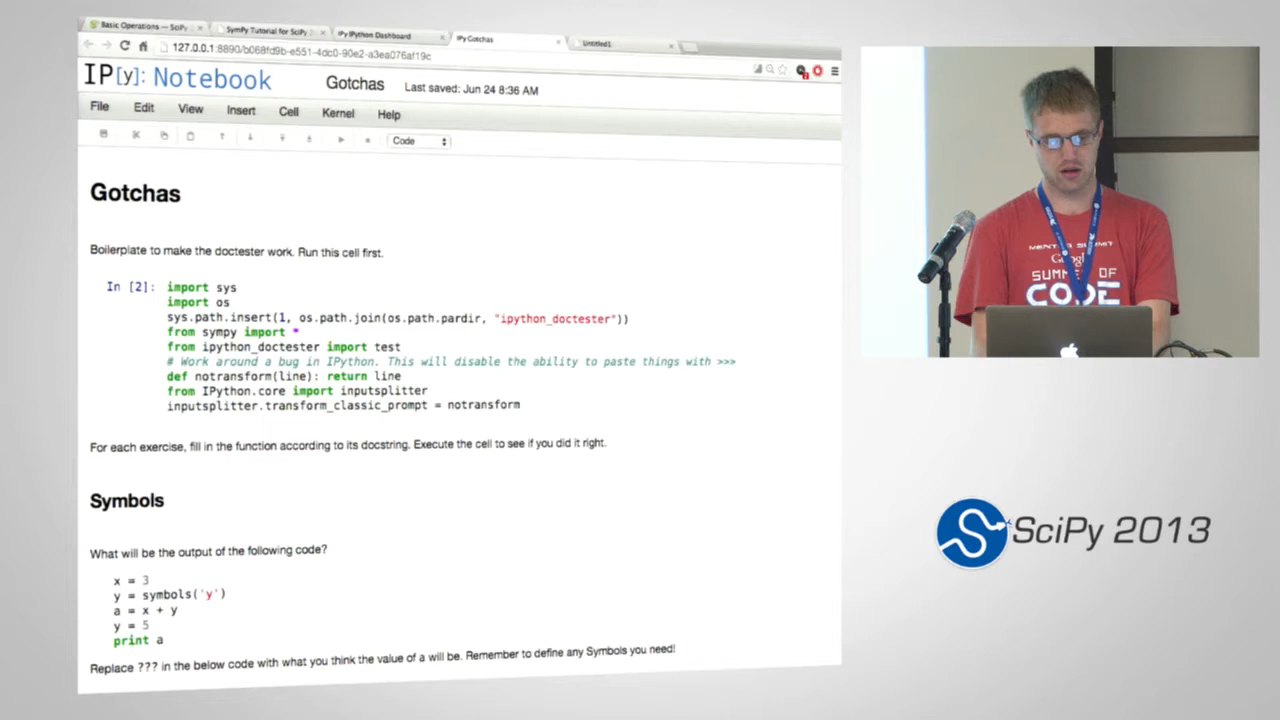 Basic Operations — SciPy
SymPy Tutorial for SciPy 2
IPy IPython Dashboard
IPy Gotchas
Untitled1
127.0.0.1:8890/b068fd9b-e551-4dc0-90e2-a3ea076af19c
IP[y]: Notebook
Gotchas
Last saved: Jun 24 8:36 AM
File Edit View Insert Cell Kernel Help
Code
Gotchas
Boilerplate to make the doctester work. Run this cell first.
In [2]: import sys
import os
sys.path.insert(1, os.path.join(os.path.pardir, "ipython_doctester"))
from sympy import *
from ipython_doctester import test
# Work around a bug in IPython. This will disable the ability to paste things with >>>
def notransform(line): return line
from IPython.core import inputsplitter
inputsplitter.transform_classic_prompt = notransform
For each exercise, fill in the function according to its docstring. Execute the cell to see if you did it right.
Symbols
What will be the output of the following code?
x = 3
y = symbols('y')
a = x + y
y = 5
print a
Replace ??? in the below code with what you think the value of a will be. Remember to define any Symbols you need!
MENTOR SUMMIT
Google
SUMMER OF
CODE
SciPy 2013